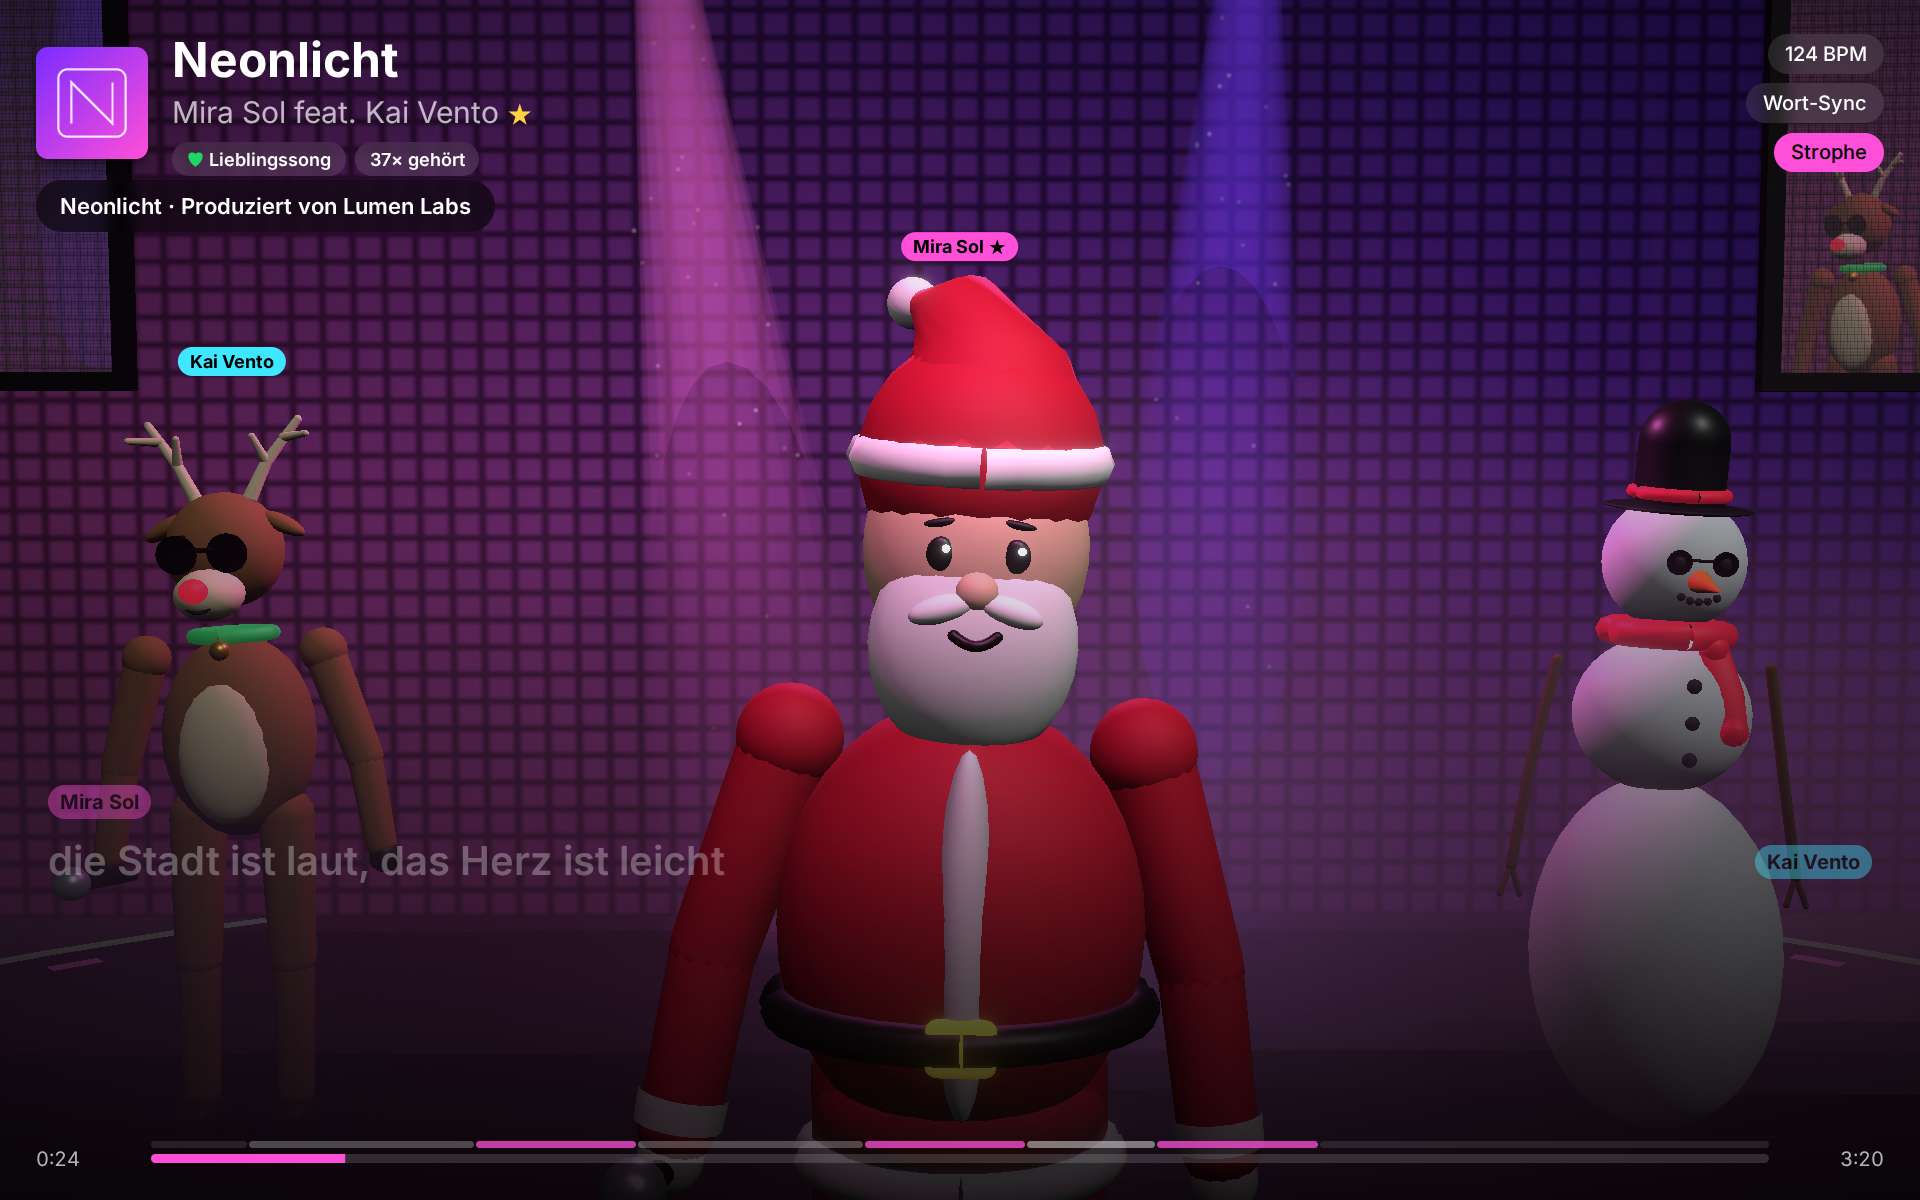 N
Neonlicht
Mira Sol feat. Kai Vento ★
Lieblingssong
37× gehört
Neonlicht · Produziert von Lumen Labs
124 BPM
Wort-Sync
Strophe
Mira Sol ★
Kai Vento
Mira Sol
die Stadt ist laut, das Herz ist leicht
Kai Vento
0:24
3:20